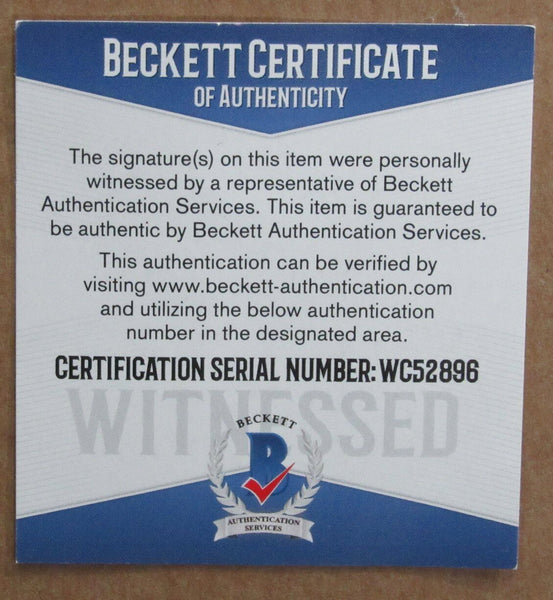 BECKETT CERTIFICATE
OF AUTHENTICITY
The signature(s) on this item were personally
witnessed by a representative of Beckett
Authentication Services. This item is guaranteed to
be authentic by Beckett Authentication Services.
This authentication can be verified by
visiting www.beckett-authentication.com
and utilizing the below authentication
number in the designated area.
CERTIFICATION SERIAL NUMBER: WC52896
WITNESSED
BECKETT
B
AUTHENTICATION
SERVICES